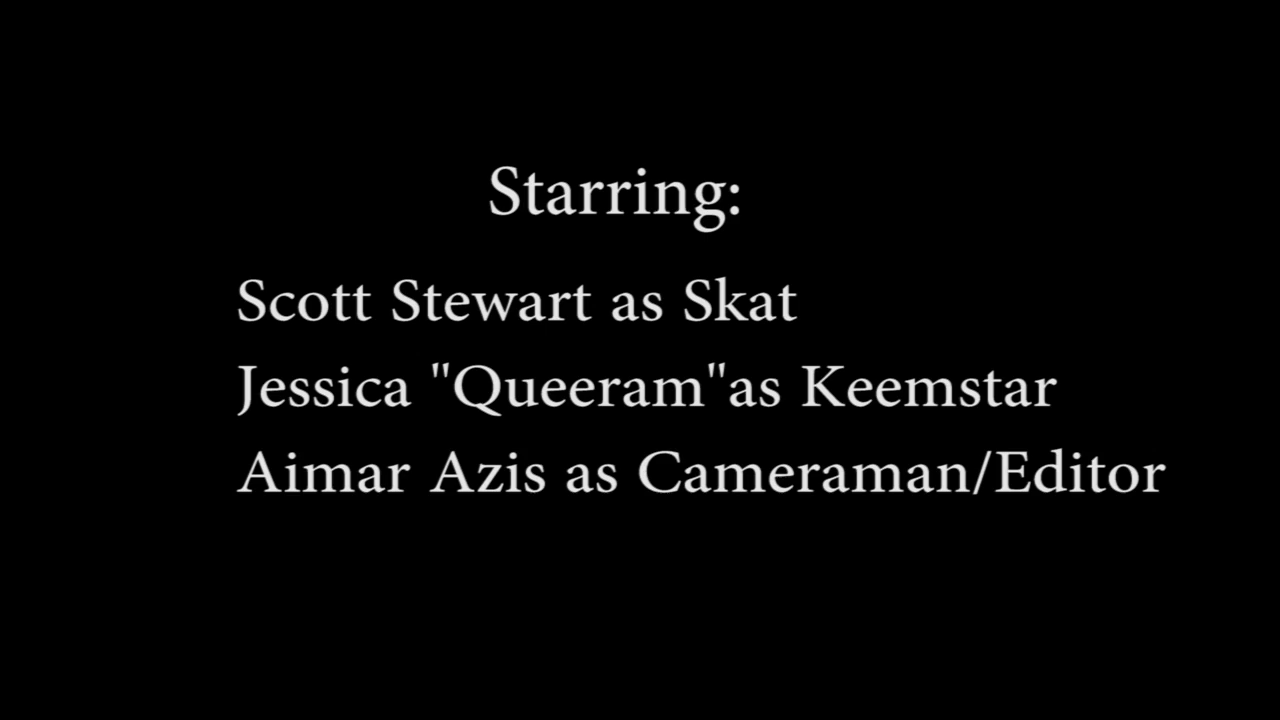 Starring:
Scott Stewart as Skat
Jessica "Queeram"as Keemstar
Aimar Azis as Cameraman/Editor